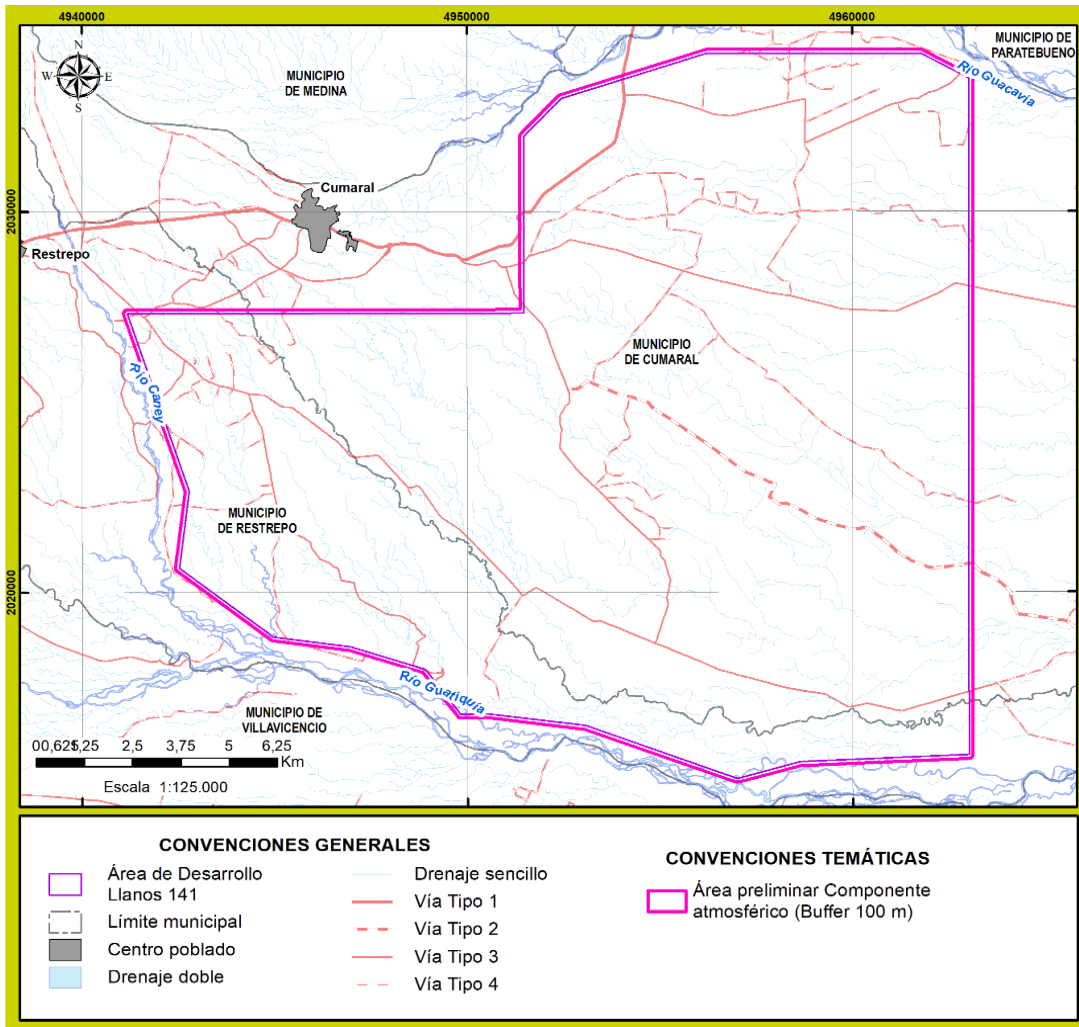 4940000
4950000
4960000
N
W
E
S
MUNICIPIO
DE MEDINA
MUNICIPIO DE
PARATEBUENO
Río Guacavia
Cumaral
2030000
Restrepo
MUNICIPIO
DE CUMARAL
Río Caney
MUNICIPIO
DE RESTREPO
2020000
Río Guatiquía
MUNICIPIO DE
VILLAVICENCIO
0 0,625 1,25 2,5 3,75 5 6,25
Km
Escala 1:125.000
CONVENCIONES GENERALES
Área de Desarrollo
Llanos 141
Límite municipal
Centro poblado
Drenaje doble
Drenaje sencillo
Vía Tipo 1
Vía Tipo 2
Vía Tipo 3
Vía Tipo 4
CONVENCIONES TEMÁTICAS
Área preliminar Componente
atmosférico (Buffer 100 m)